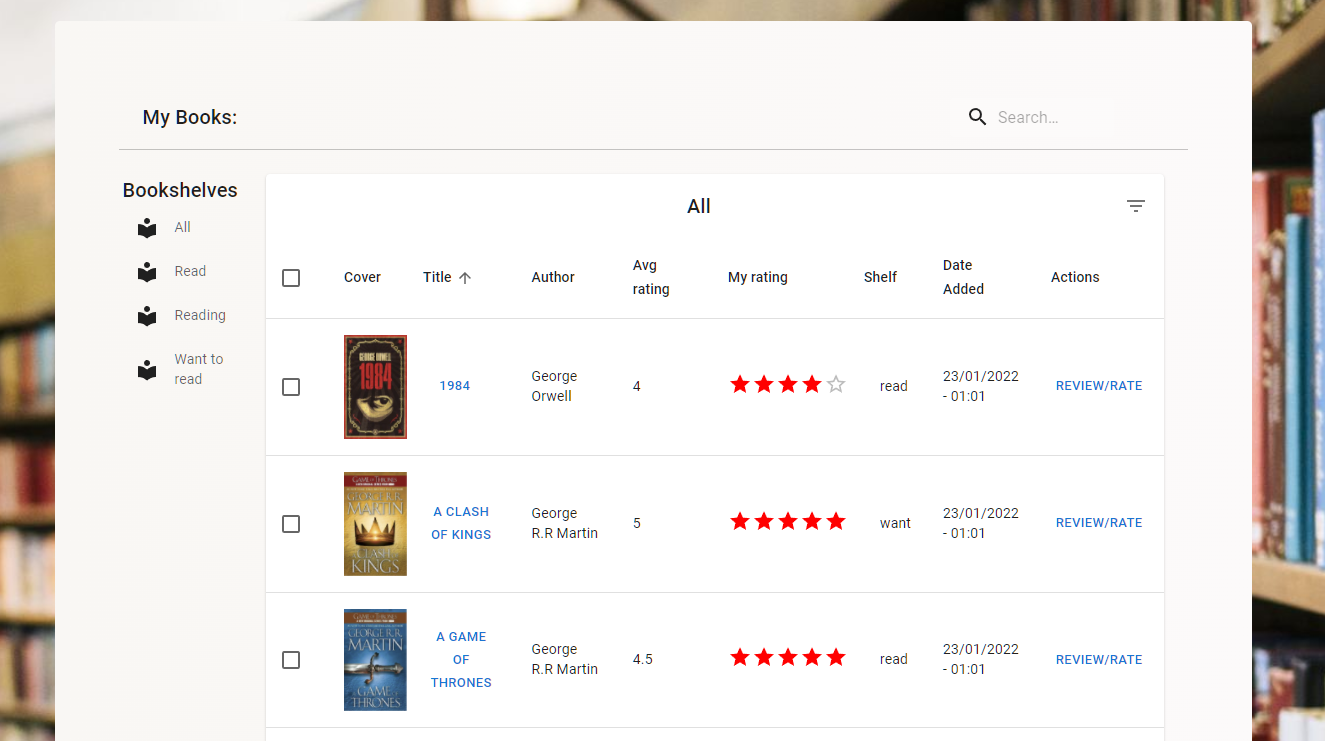 My Books:
Search…
Bookshelves
All
Read
Reading
Want to
read
All
Cover
Title
Author
Avg
rating
My rating
Shelf
Date
Added
Actions
GEORGE ORWELL
1984
1984
George
Orwell
4
read
23/01/2022
- 01:01
REVIEW/RATE
GAME OF THRONES
GEORGE R.R.
MARTIN
A CLASH OF
KINGS
A CLASH
OF KINGS
George
R.R Martin
5
want
23/01/2022
- 01:01
REVIEW/RATE
GAME OF THRONES
GEORGE R.R.
MARTIN
A GAME OF
THRONES
A GAME
OF
THRONES
George
R.R Martin
4.5
read
23/01/2022
- 01:01
REVIEW/RATE